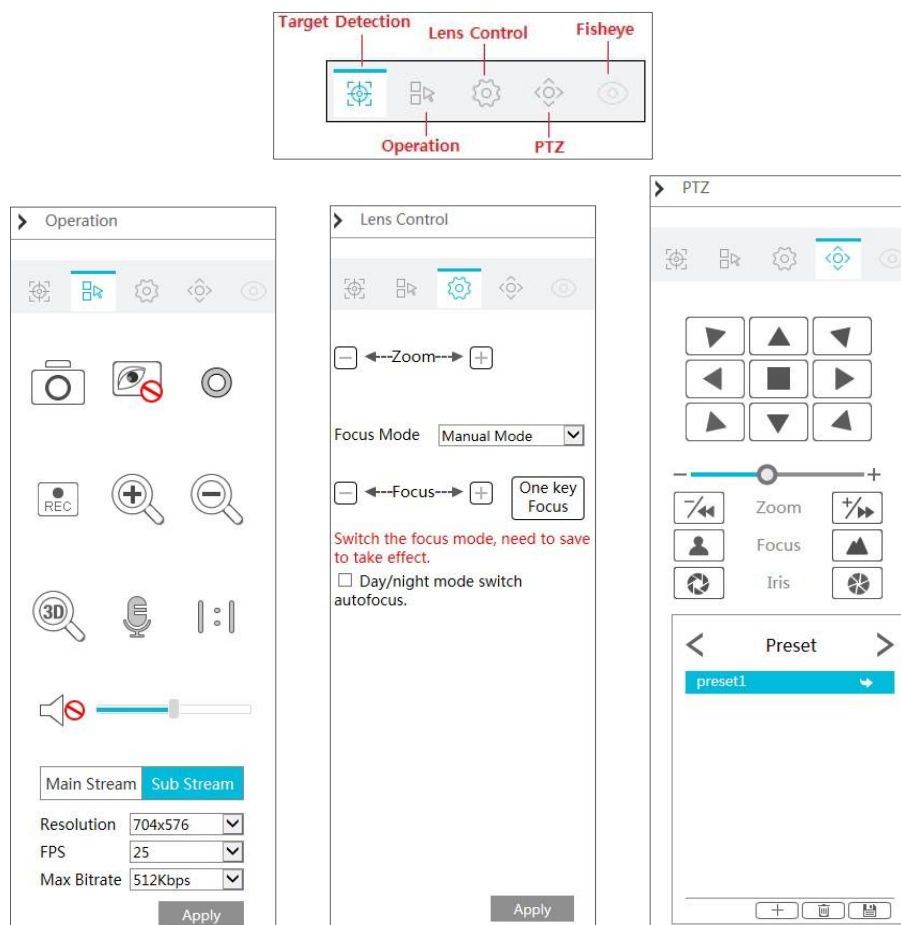 Target Detection
Lens Control
Fisheye
Operation
PTZ
Operation
REC
3D
1:1
Main Stream
Sub Stream
Resolution 704x576
FPS 25
Max Bitrate 512Kbps
Apply
Lens Control
Zoom
Focus Mode Manual Mode
Focus
One key
Focus
Switch the focus mode, need to save
to take effect.
Day/night mode switch
autofocus.
Apply
PTZ
Zoom
Focus
Iris
Preset
preset1